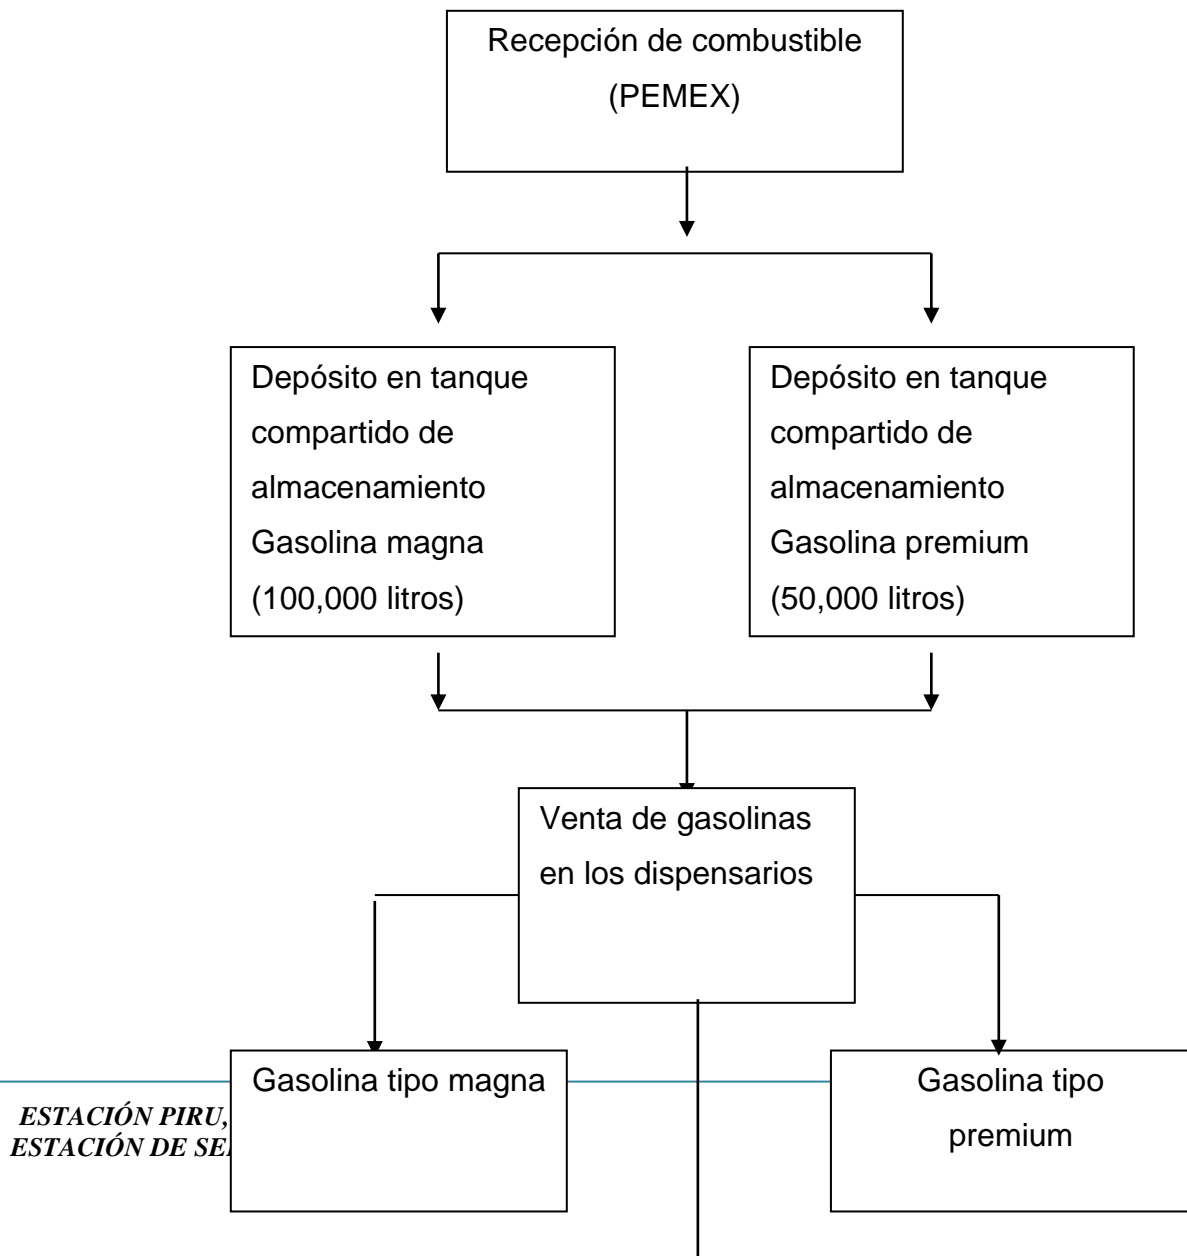 Recepción de combustible
(PEMEX)
Depósito en tanque
compartido de
almacenamiento
Gasolina magna
(100,000 litros)
Depósito en tanque
compartido de
almacenamiento
Gasolina premium
(50,000 litros)
Venta de gasolinas
en los dispensarios
Gasolina tipo magna
Gasolina tipo
premium
ESTACIÓN PIRU,
ESTACIÓN DE